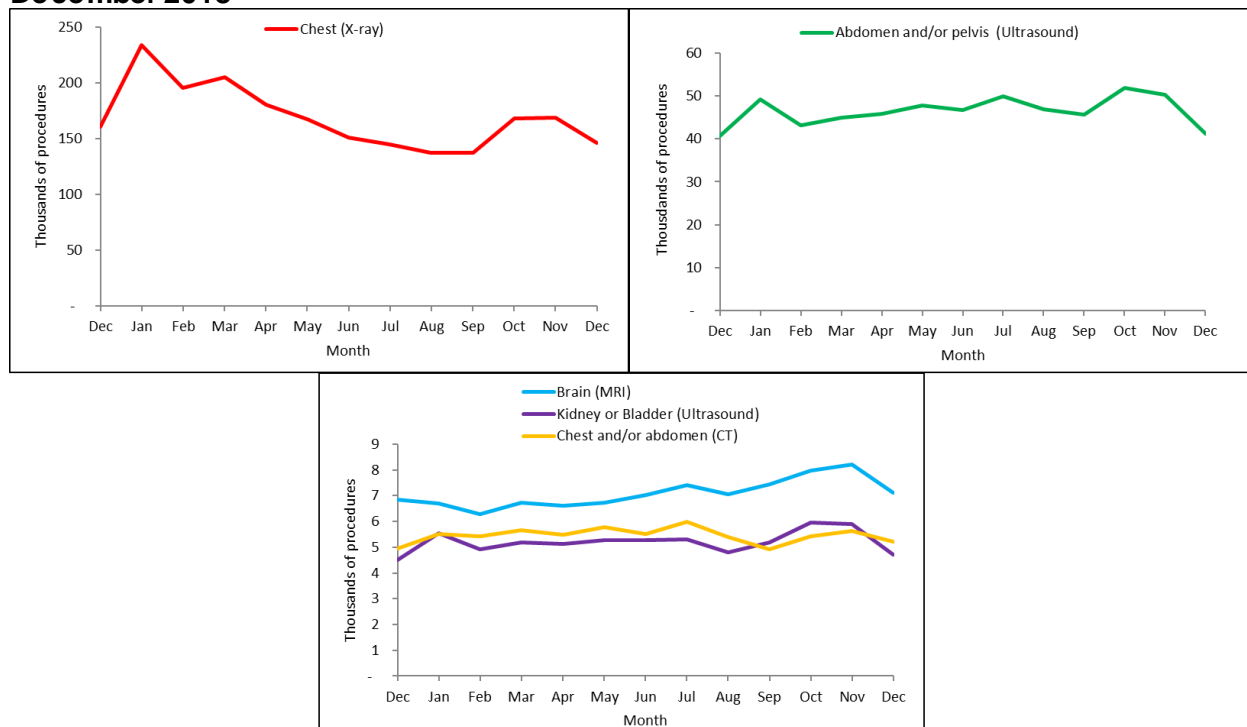 December
Chest (X-ray)
250
200
150
100
50
-
Thousands of procedures
Dec Jan Feb Mar Apr May Jun Jul Aug Sep Oct Nov Dec
Month
Abdomen and/or pelvis (Ultrasound)
60
50
40
30
20
10
-
Thousdands of procedures
Dec Jan Feb Mar Apr May Jun Jul Aug Sep Oct Nov Dec
Month
Brain (MRI)
Kidney or Bladder (Ultrasound)
Chest and/or abdomen (CT)
9
8
7
6
5
4
3
2
1
-
Thousands of procedures
Dec Jan Feb Mar Apr May Jun Jul Aug Sep Oct Nov Dec
Month